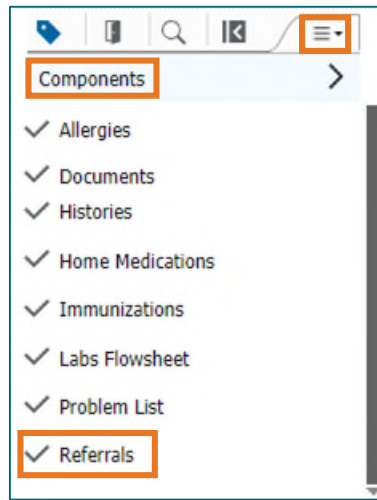 Components
Allergies
Documents
Histories
Home Medications
Immunizations
Labs Flowsheet
Problem List
Referrals